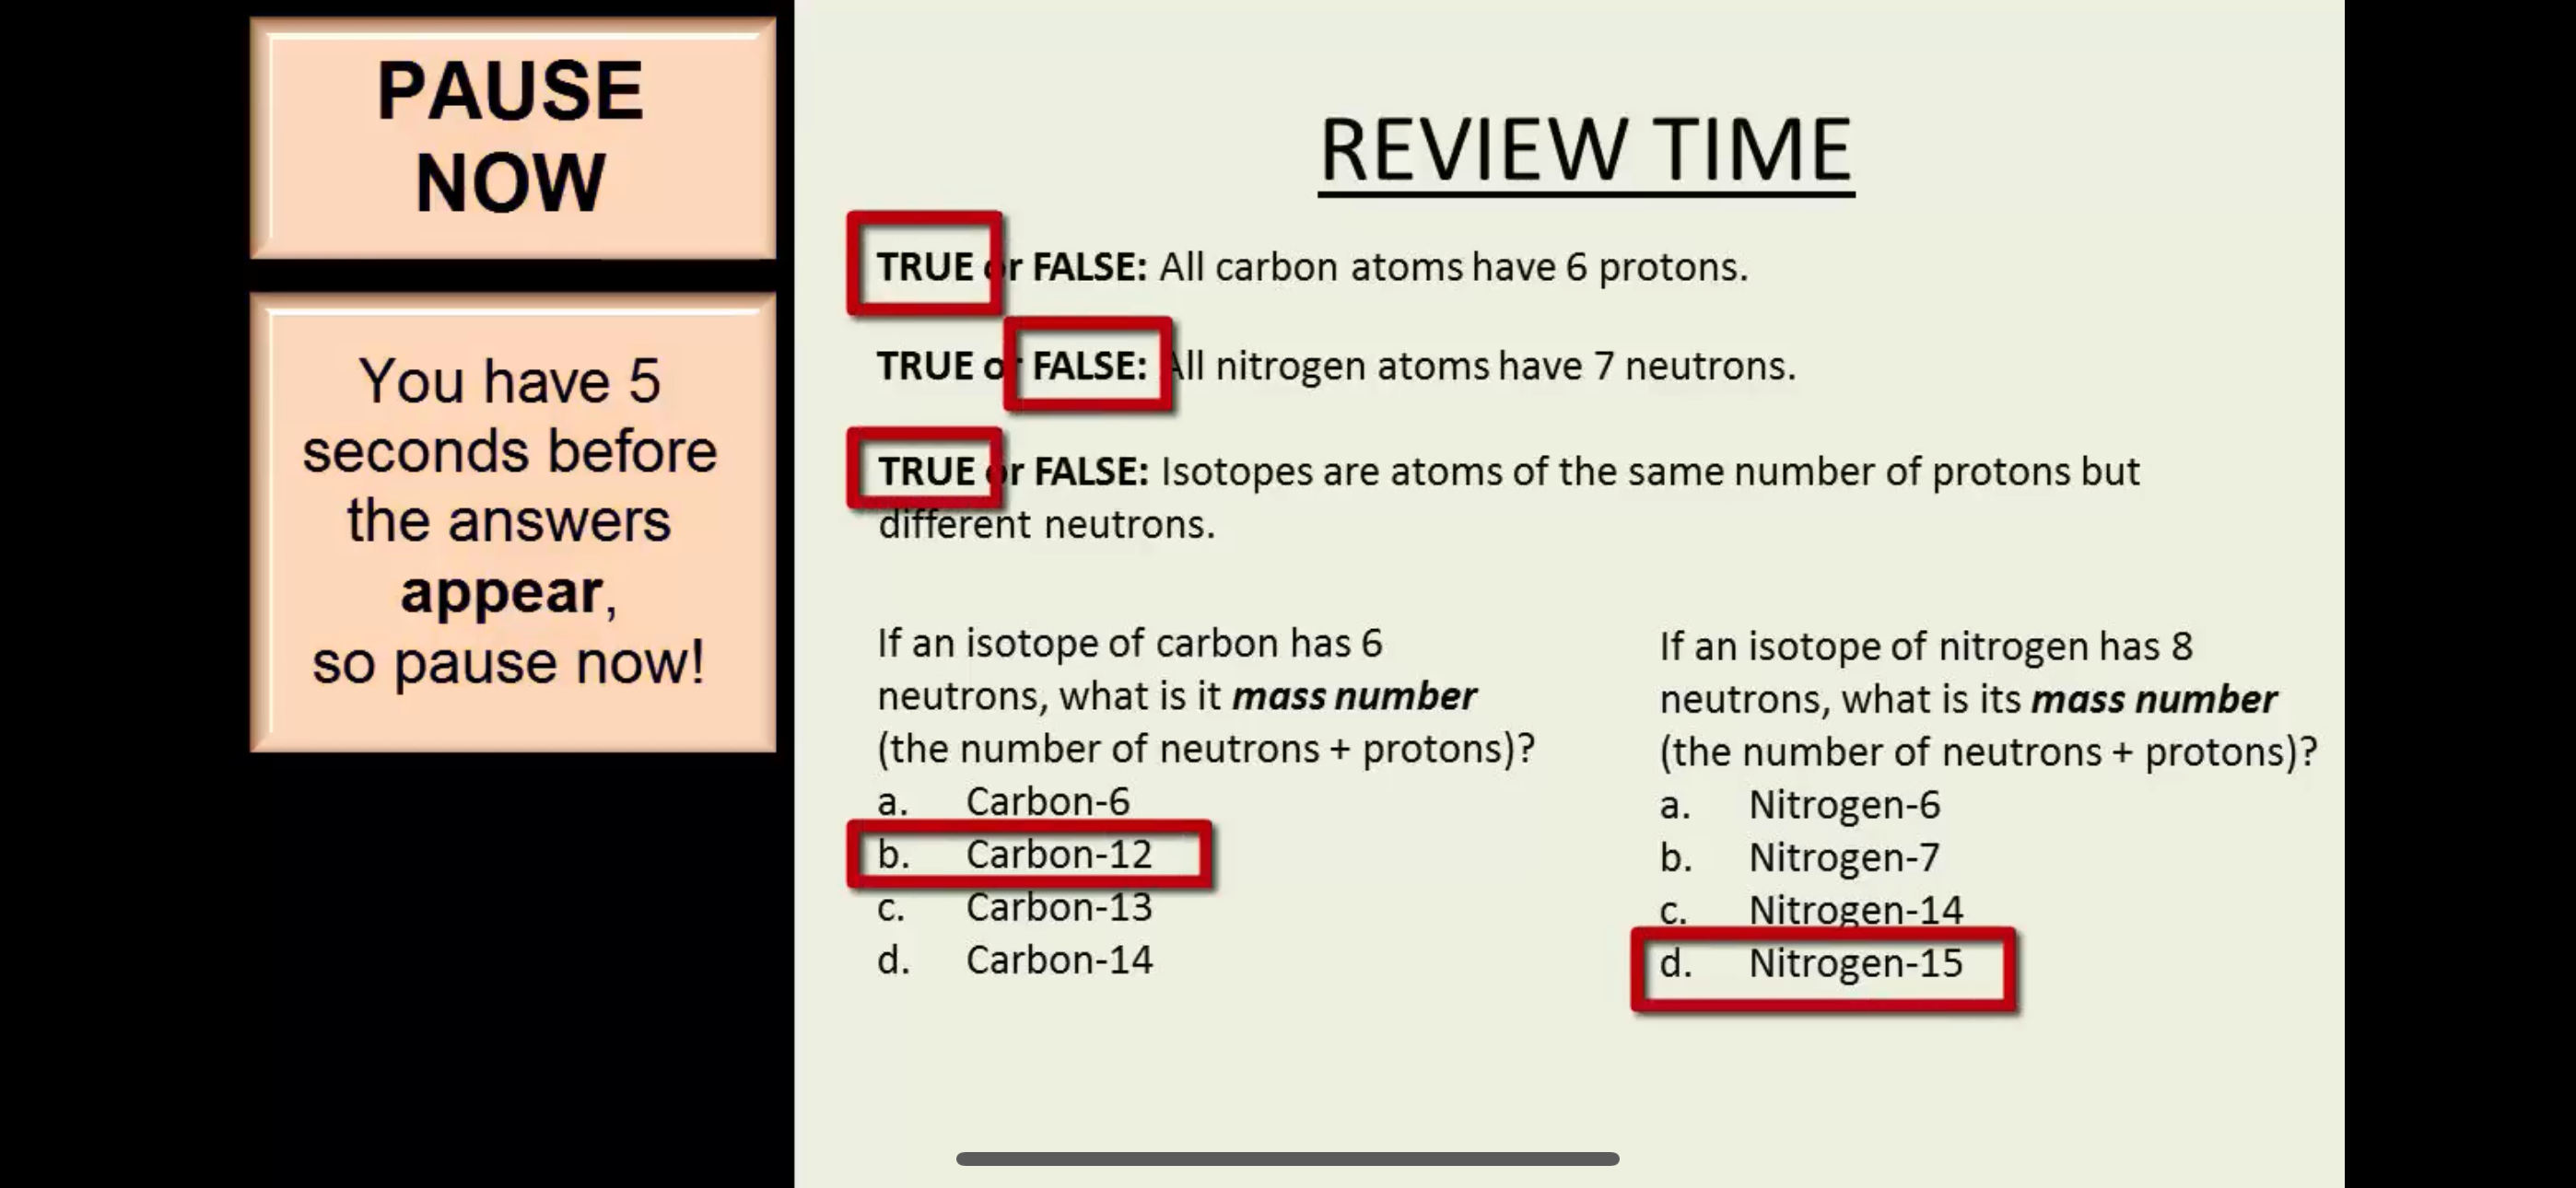 PAUSE
NOW
You have 5
seconds before
the answers
appear,
so pause now!
REVIEW TIME
TRUE or FALSE: All carbon atoms have 6 protons.
TRUE or FALSE: All nitrogen atoms have 7 neutrons.
TRUE or FALSE: Isotopes are atoms of the same number of protons but
different neutrons.
If an isotope of carbon has 6
neutrons, what is it mass number
(the number of neutrons + protons)?
a. Carbon-6
b. Carbon-12
c. Carbon-13
d. Carbon-14
If an isotope of nitrogen has 8
neutrons, what is its mass number
(the number of neutrons + protons)?
a. Nitrogen-6
b. Nitrogen-7
c. Nitrogen-14
d. Nitrogen-15